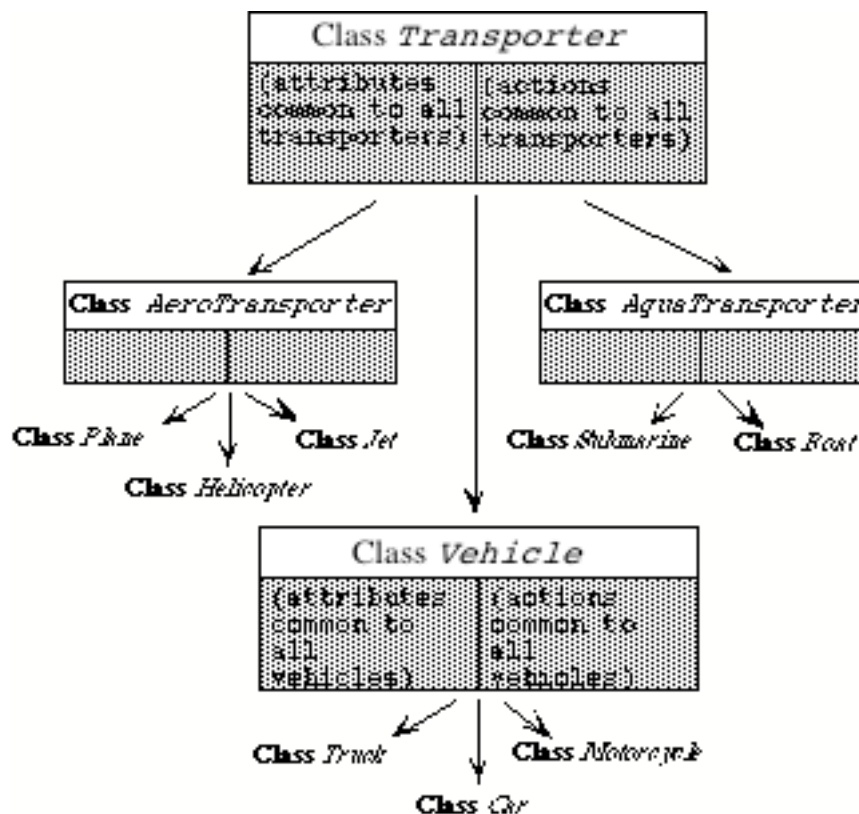 Class Transporter
(attributes
common to all
transporters)
(actions
common to all
transporters)
Class AeroTransporter
Class AquaTransporter
Class Plane
Class Jet
Class Helicopter
Class Submarine
Class Boat
Class Vehicle
(attributes
common to
all
vehicles)
(actions
common to
all
vehicles)
Class Truck
Class Motorcycle
Class Car